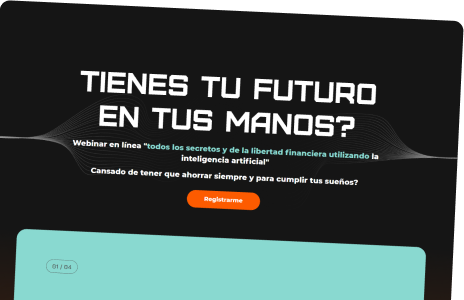 TIENES TU FUTURO
EN TUS MANOS?
Webinar en línea "todos los secretos y de la libertad financiera utilizando la
inteligencia artificial"
Cansado de tener que ahorrar siempre y para cumplir tus sueños?
Registrarme
01 / 04